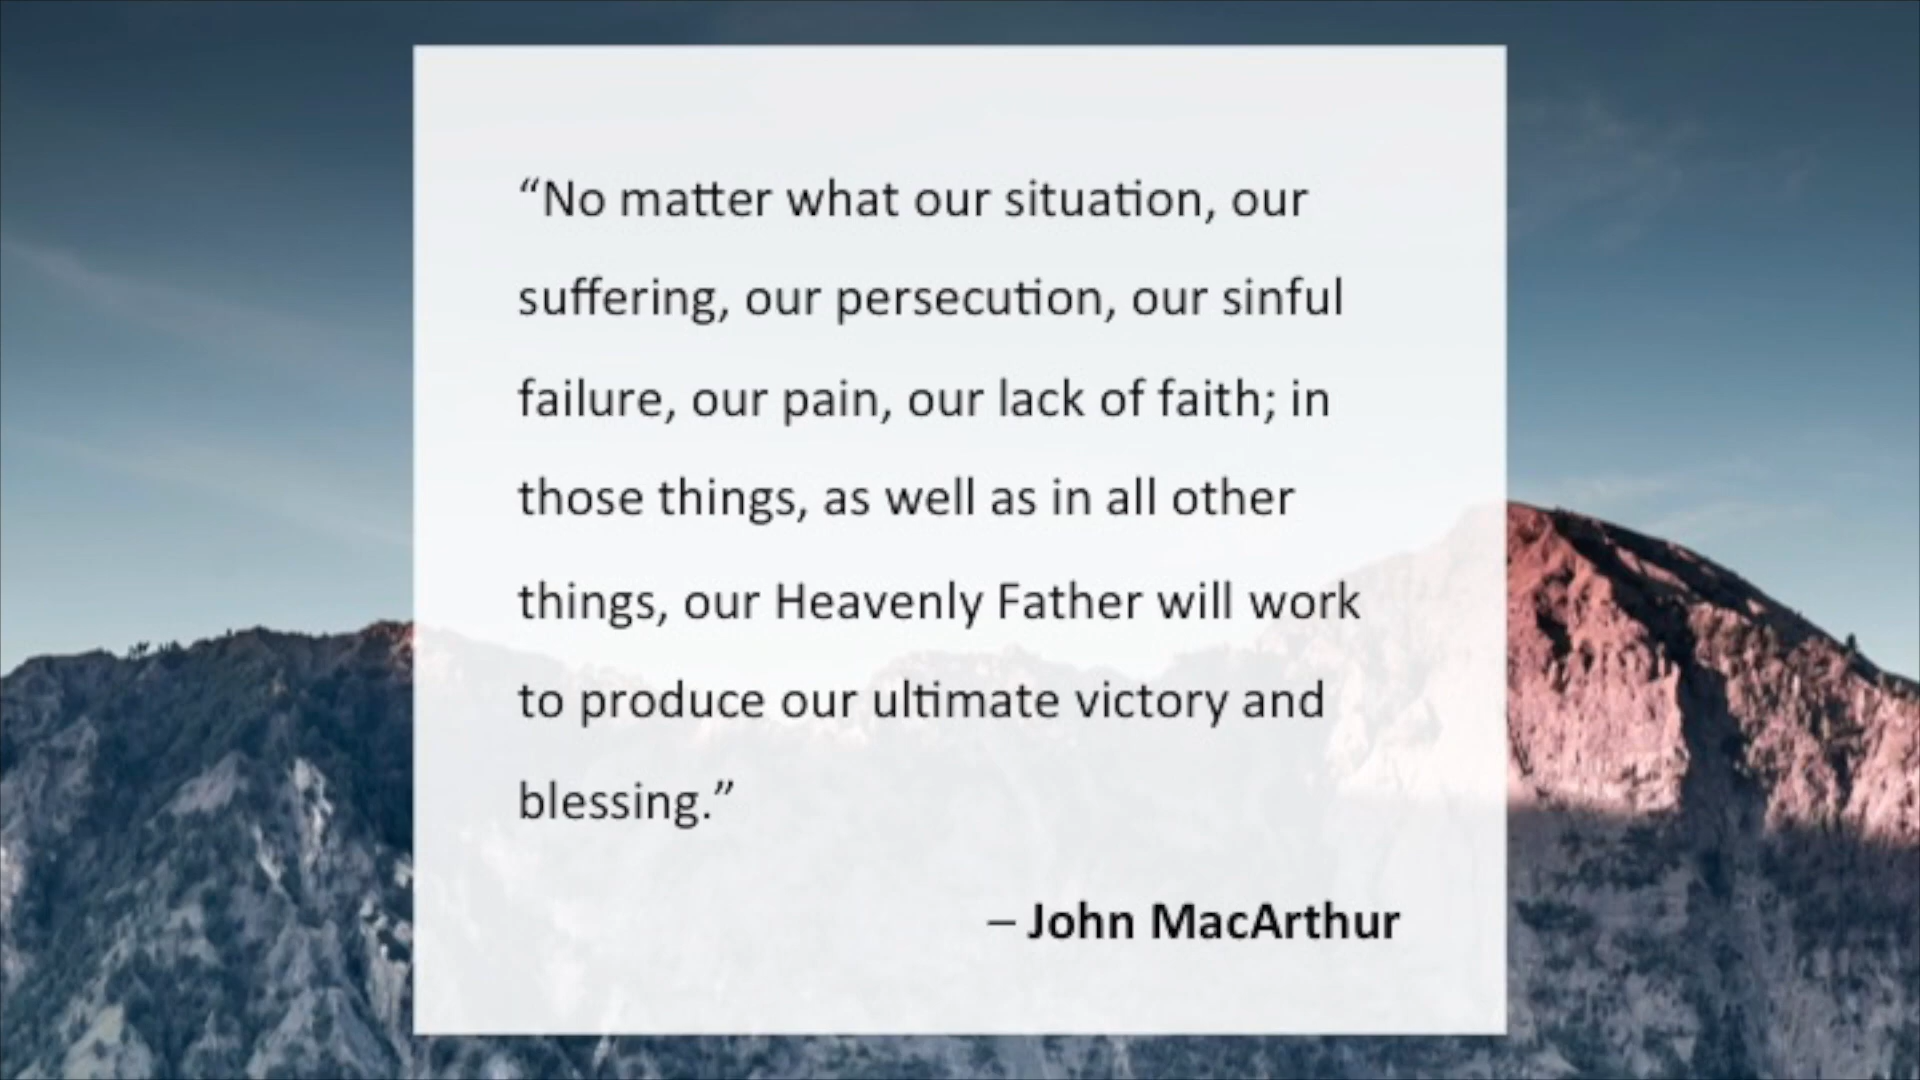 “No matter what our situation, our
suffering, our persecution, our sinful
failure, our pain, our lack of faith; in
those things, as well as in all other
things, our Heavenly Father will work
to produce our ultimate victory and
blessing.”
– John MacArthur